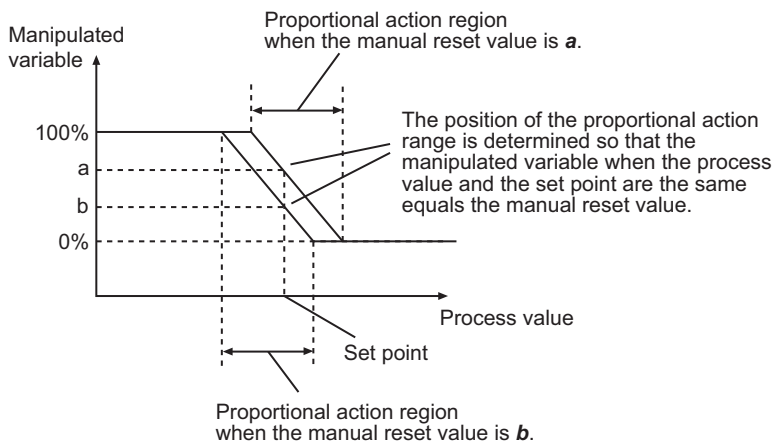 Proportional action region
when the manual reset value is a.
Manipulated
variable
100%
a
b
0%
The position of the proportional action
range is determined so that the
manipulated variable when the process
value and the set point are the same
equals the manual reset value.
Process value
Set point
Proportional action region
when the manual reset value is b.